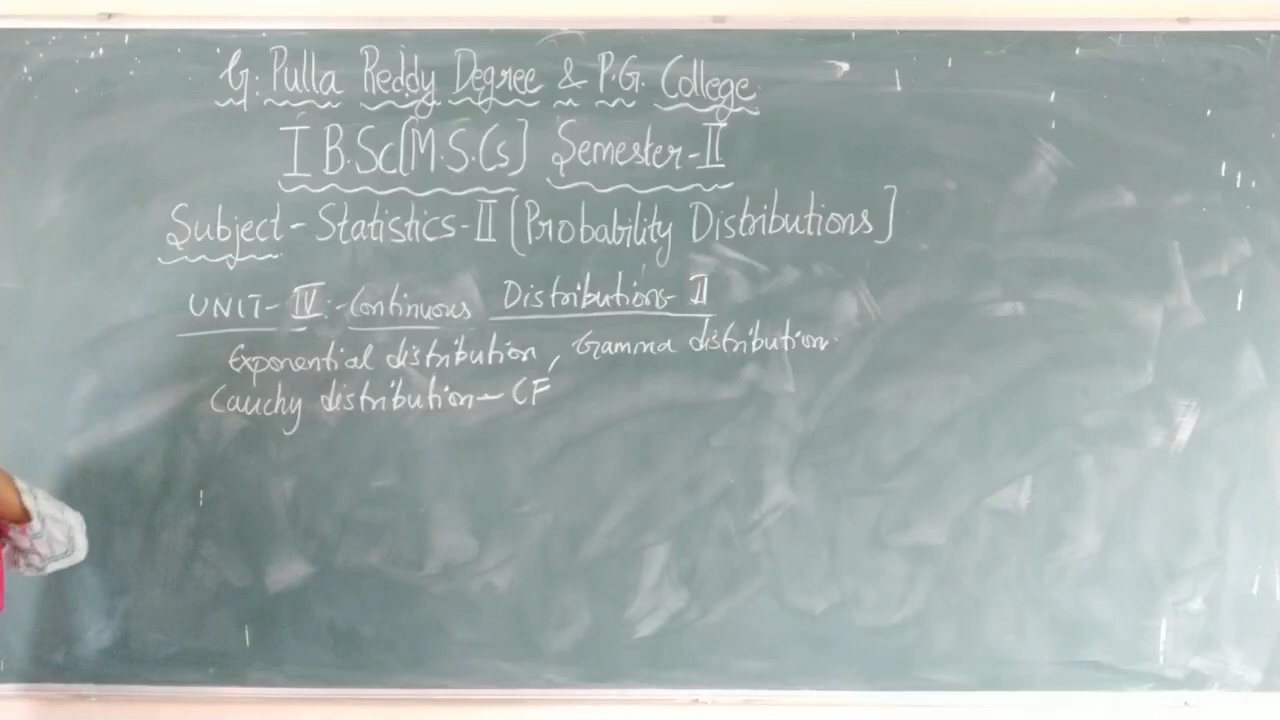 G. Pulla Reddy Degree & P.G. College
I B.Sc[M.S.Cs] Semester-II
Subject - Statistics-II [Probability Distributions]
UNIT-IV:-Continuous Distributions-II
Exponential distribution, Gamma distribution.
Cauchy distribution - CF